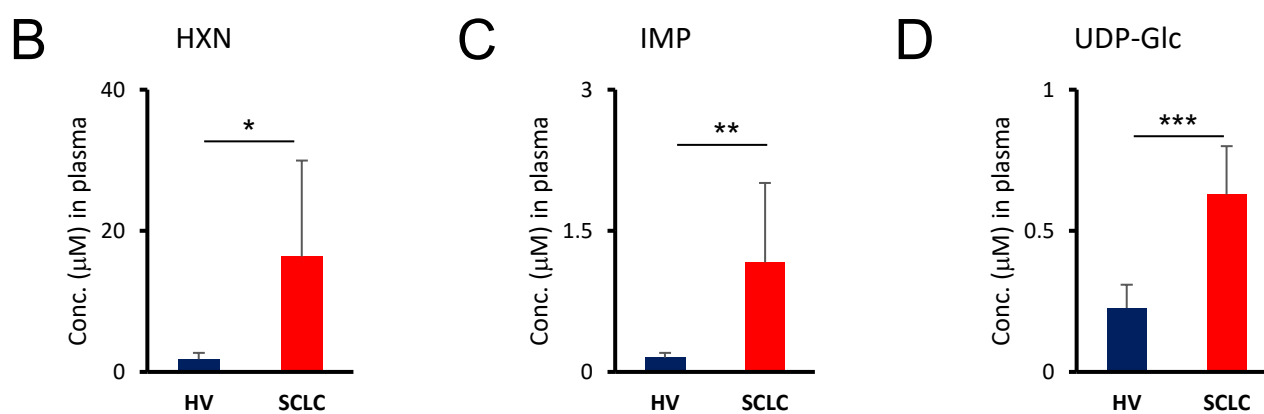 B
HXN
40
20
0
Conc. (μM) in plasma
*
HV
SCLC
C
IMP
3
1.5
0
Conc. (μM) in plasma
**
HV
SCLC
D
UDP-Glc
1
0.5
0
Conc. (μM) in plasma
***
HV
SCLC